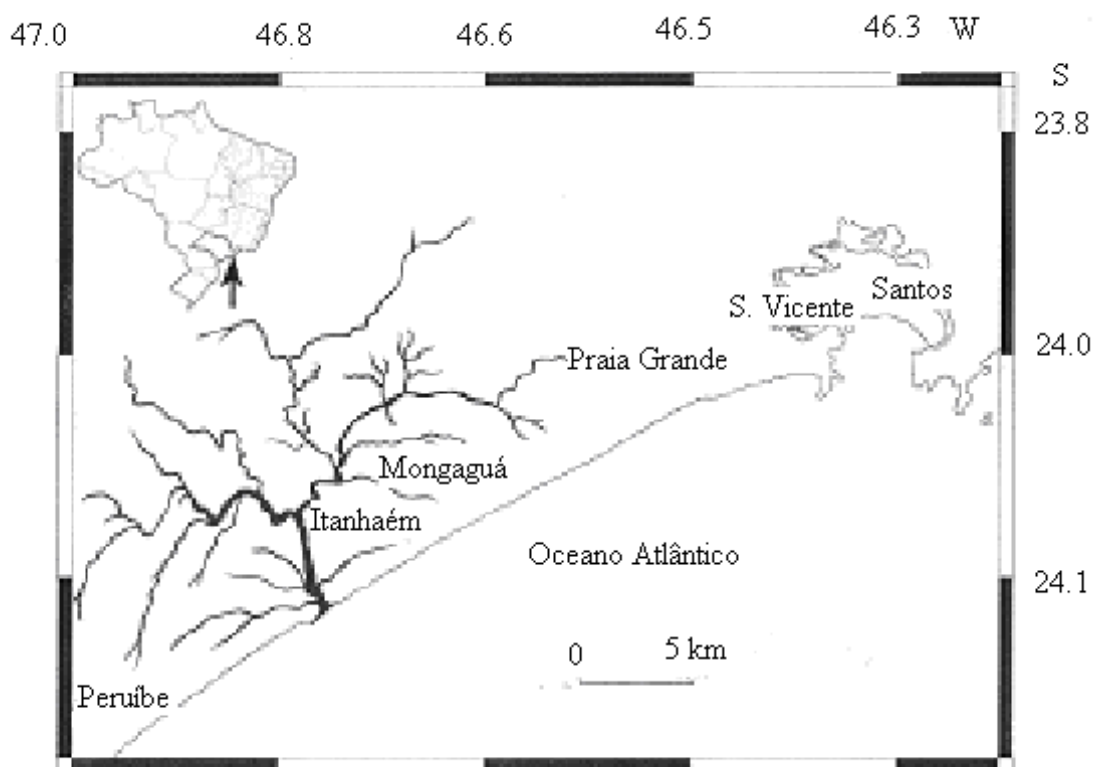 47.0 46.8 46.6 46.5 46.3 W
S
23.8
Santos
S. Vicente
24.0
Praia Grande
Mongaguá
Itanhaém
Oceano Atlântico
24.1
0 5 km
Peruíbe